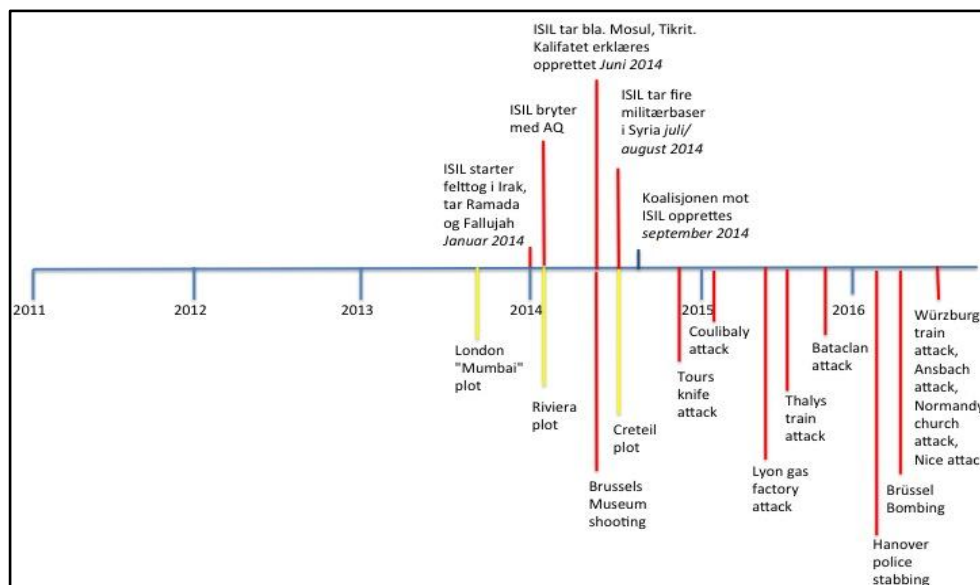 ISIL tar bla. Mosul, Tikrit.
Kalifatet erklæres
opprettet Juni 2014
ISIL tar fire
militærbaser
i Syria juli/
august 2014
ISIL bryter
med AQ
ISIL starter
felttog i Irak,
tar Ramada
og Fallujah
Januar 2014
Koalisjonen mot
ISIL opprettes
september 2014
2011
2012
2013
2014
2015
2016
London
"Mumbai"
plot
Riviera
plot
Brussels
Museum
shooting
Creteil
plot
Tours
knife
attack
Coulibaly
attack
Lyon gas
factory
attack
Thalys
train
attack
Bataclan
attack
Hanover
police
stabbing
Brüssel
Bombing
Würzburg
train
attack,
Ansbach
attack,
Normandy
church
attack,
Nice attac